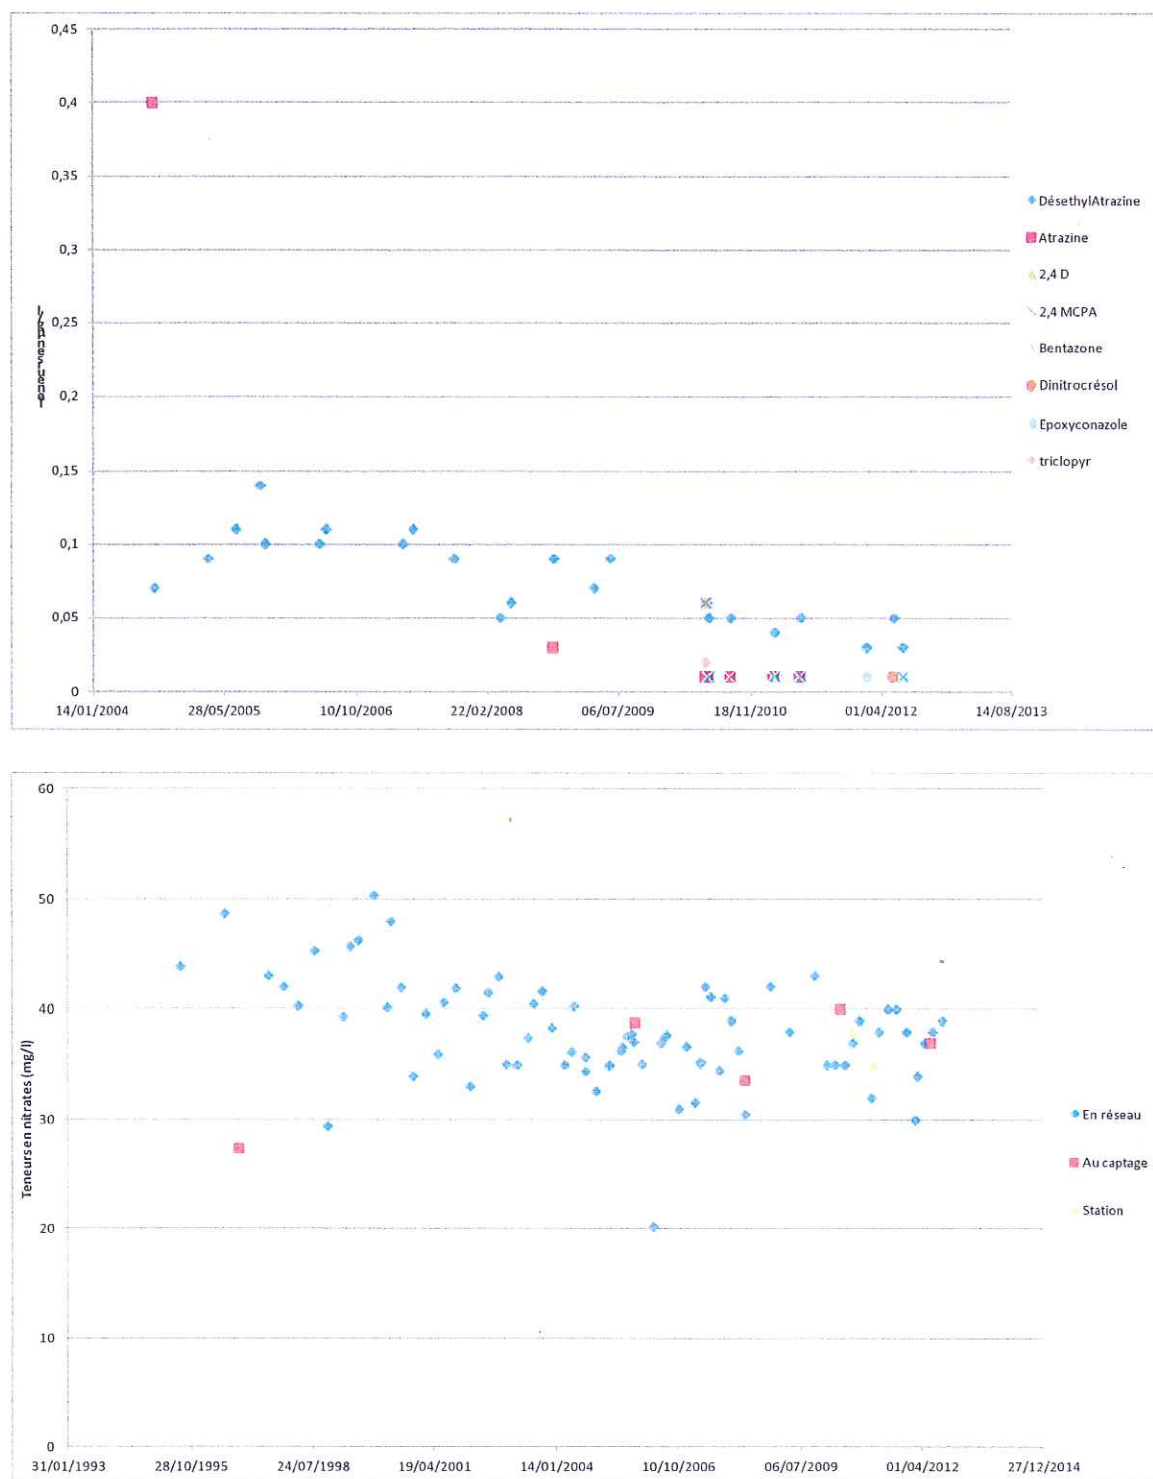 0,45
0,4
0,35
0,3
0,25
0,2
0,15
0,1
0,05
0
14/01/2004 28/05/2005 10/10/2006 22/02/2008 06/07/2009 18/11/2010 01/04/2012 14/08/2013
DésethylAtrazine
Atrazine
2,4 D
2,4 MCPA
Bentazone
Dinitrocrésol
Epoxyconazole
triclopyr
Teneursen nitrates (mg/l)
60
50
40
30
20
10
0
31/01/1993 28/10/1995 24/07/1998 19/04/2001 14/01/2004 10/10/2006 06/07/2009 01/04/2012 27/12/2014
En réseau
Au captage
Station